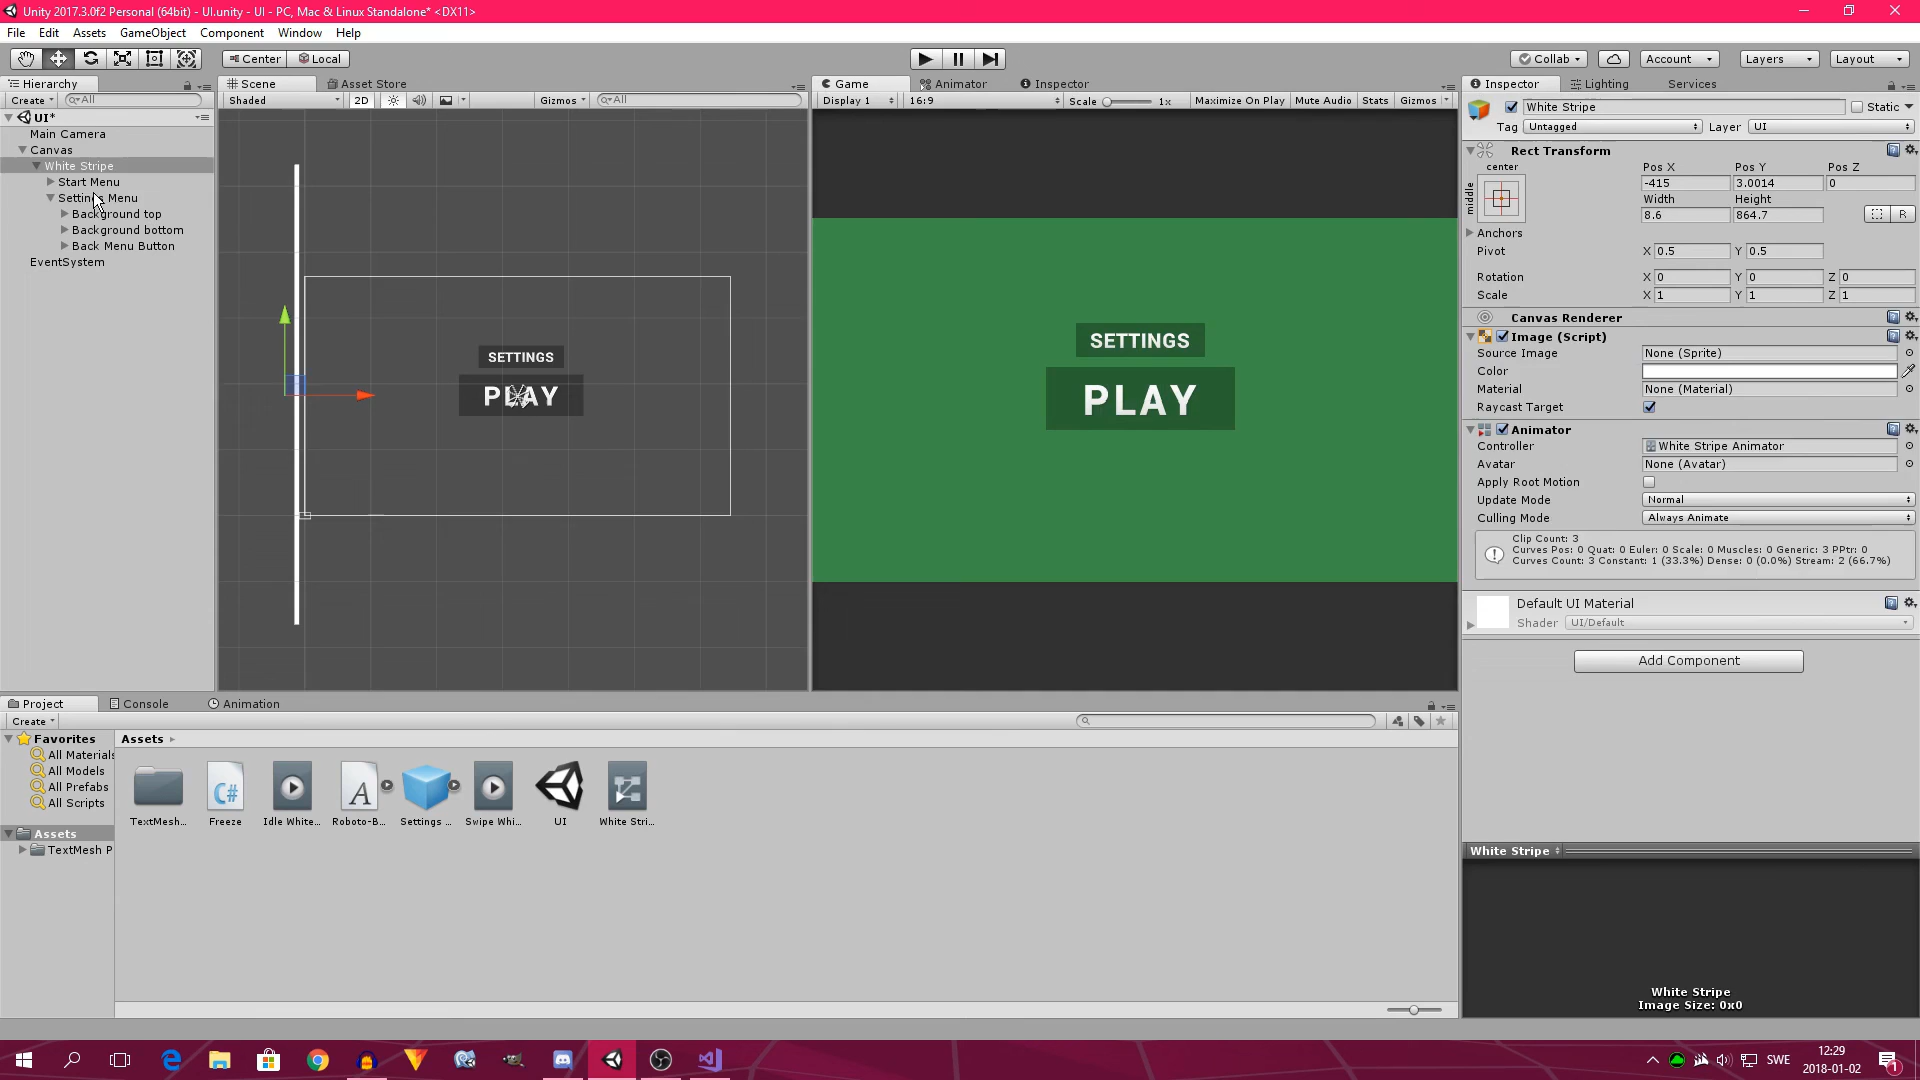 Unity 2017.3.0f2 Personal (64bit) - UI.unity - UI - PC, Mac & Linux Standalone* <DX11>
File Edit Assets GameObject Component Window Help
Center Local Collab Account Layers Layout
Hierarchy Scene Asset Store Game Animator Inspector Inspector Lighting Services
Create All Shaded 2D Gizmos All Display 1 16:9 Scale 1x Maximize On Play Mute Audio Stats Gizmos
UI*
Main Camera
Canvas
White Stripe
Start Menu
Settings Menu
Background top
Background bottom
Back Menu Button
EventSystem
SETTINGS
PLAY
SETTINGS
PLAY
White Stripe Static
Tag Untagged Layer UI
Rect Transform
center
middle
Pos X Pos Y Pos Z
-415 3.0014 0
Width Height
8.6 864.7 R
Anchors
Pivot X 0.5 Y 0.5
Rotation X 0 Y 0 Z 0
Scale X 1 Y 1 Z 1
Canvas Renderer
Image (Script)
Source Image None (Sprite)
Color
Material None (Material)
Raycast Target
Animator
Controller White Stripe Animator
Avatar None (Avatar)
Apply Root Motion
Update Mode Normal
Culling Mode Always Animate
Clip Count: 3
Curves Pos: 0 Quat: 0 Euler: 0 Scale: 0 Muscles: 0 Generic: 3 PPtr: 0
Curves Count: 3 Constant: 1 (33.3%) Dense: 0 (0.0%) Stream: 2 (66.7%)
Default UI Material
Shader UI/Default
Add Component
Project Console Animation
Create
Favorites
All Materials
All Models
All Prefabs
All Scripts
Assets
TextMesh P
Assets
TextMesh... Freeze Idle White... Roboto-B... Settings ... Swipe Whi... UI White Stri...
C#
A
White Stripe
White Stripe
Image Size: 0x0
SWE
12:29
2018-01-02
1